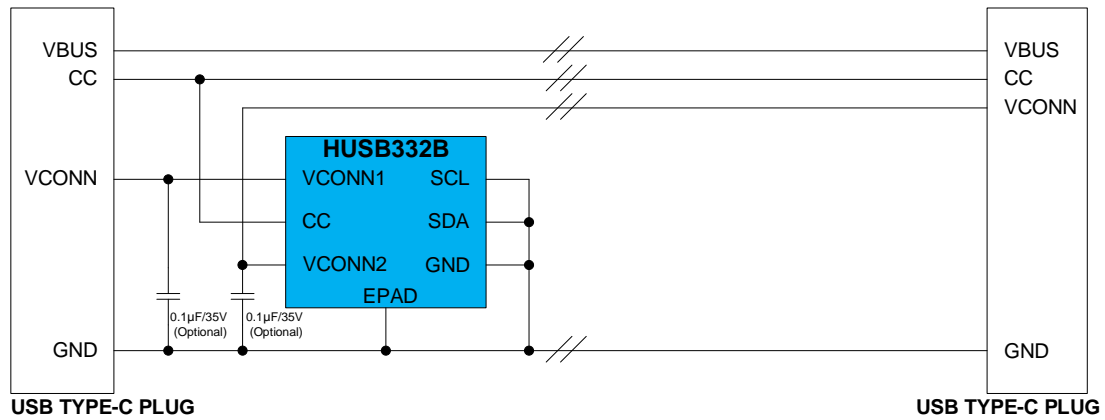 VBUS
CC
VCONN
GND
USB TYPE-C PLUG
HUSB332B
VCONN1 SCL
CC SDA
VCONN2 GND
EPAD
0.1µF/35V
(Optional)
0.1µF/35V
(Optional)
VBUS
CC
VCONN
GND
USB TYPE-C PLUG